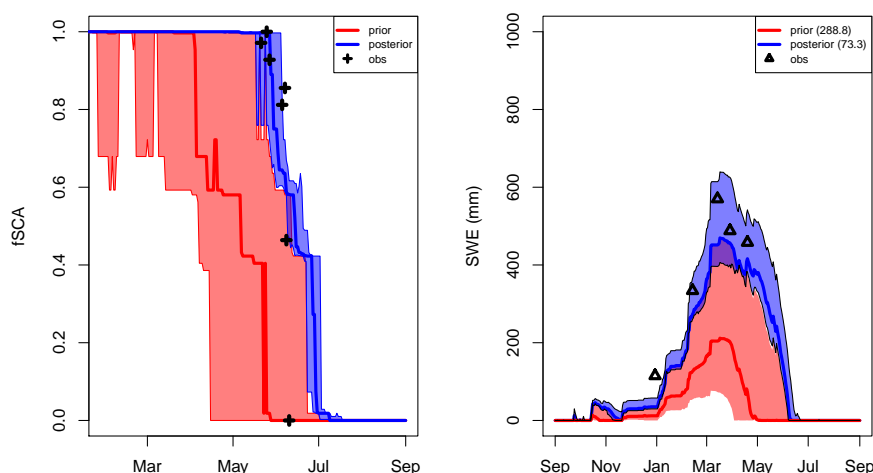 fSCA
1.0
0.8
0.6
0.4
0.2
0.0
Mar
May
Jul
Sep
prior
posterior
obs
SWE (mm)
1000
800
600
400
200
0
Sep
Nov
Jan
Mar
May
Jul
Sep
prior (288.8)
posterior (73.3)
obs